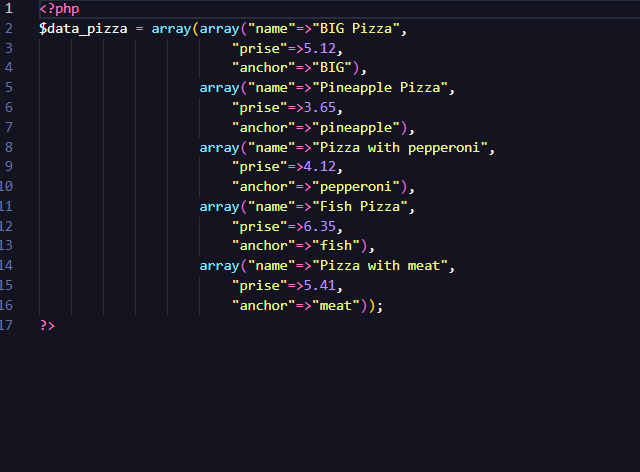 1 <?php
2 $data_pizza = array(array("name"=>"BIG Pizza",
3 "prise"=>5.12,
4 "anchor"=>"BIG"),
5 array("name"=>"Pineapple Pizza",
6 "prise"=>3.65,
7 "anchor"=>"pineapple"),
8 array("name"=>"Pizza with pepperoni",
9 "prise"=>4.12,
10 "anchor"=>"pepperoni"),
11 array("name"=>"Fish Pizza",
12 "prise"=>6.35,
13 "anchor"=>"fish"),
14 array("name"=>"Pizza with meat",
15 "prise"=>5.41,
16 "anchor"=>"meat"));
17 ?>